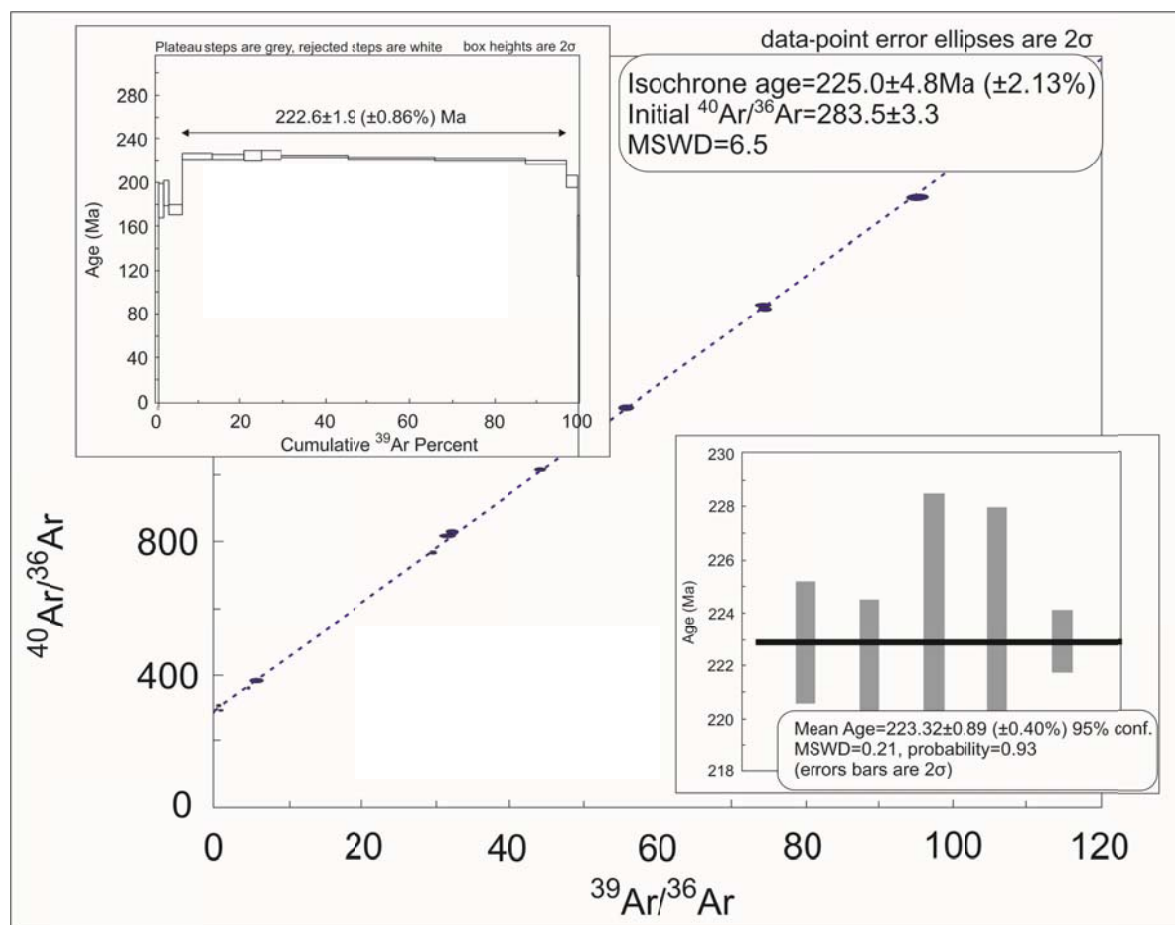 Plateau steps are grey, rejected steps are white box heights are 2σ
280
240
200
160
120
80
40
0
222.6±1.9 (±0.86%) Ma
Age (Ma)
0 20 40 60 80 100
Cumulative ³⁹Ar Percent
data-point error ellipses are 2σ
Isochrone age=225.0±4.8Ma (±2.13%)
Initial ⁴⁰Ar/³⁶Ar=283.5±3.3
MSWD=6.5
230
228
226
224
222
220
218
Age (Ma)
Mean Age=223.32±0.89 (±0.40%) 95% conf.
MSWD=0.21, probability=0.93
(errors bars are 2σ)
800
400
0
⁴⁰Ar/³⁶Ar
0 20 40 60 80 100 120
³⁹Ar/³⁶Ar